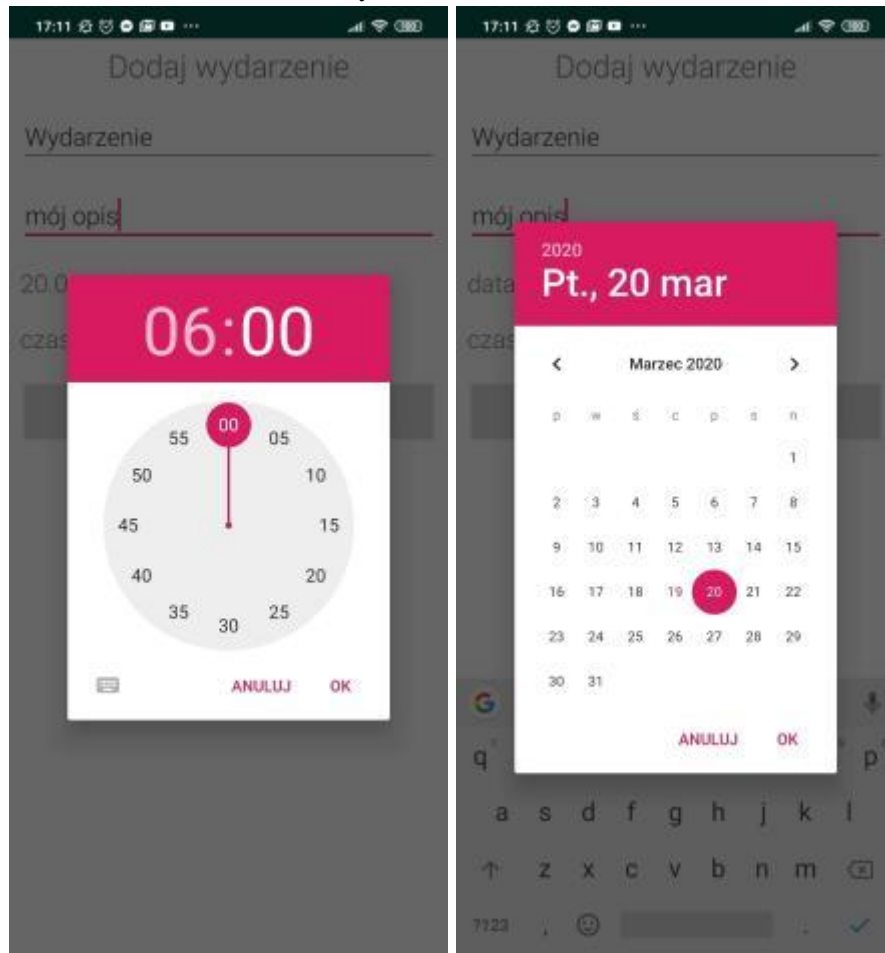 17:11
Dodaj wydarzenie
Wydarzenie
mój opis
20.0
czas
06:00
00
55 05
50 10
45 15
40 20
35 25
30
ANULUJ OK
17:11
Dodaj wydarzenie
Wydarzenie
mój opis
data
czas
2020
Pt., 20 mar
Marzec 2020
p w ś c p s n
1
2 3 4 5 6 7 8
9 10 11 12 13 14 15
16 17 18 19 20 21 22
23 24 25 26 27 28 29
30 31
ANULUJ OK
G
q p
a s d f g h j k l
z x c v b n m
?123 , .